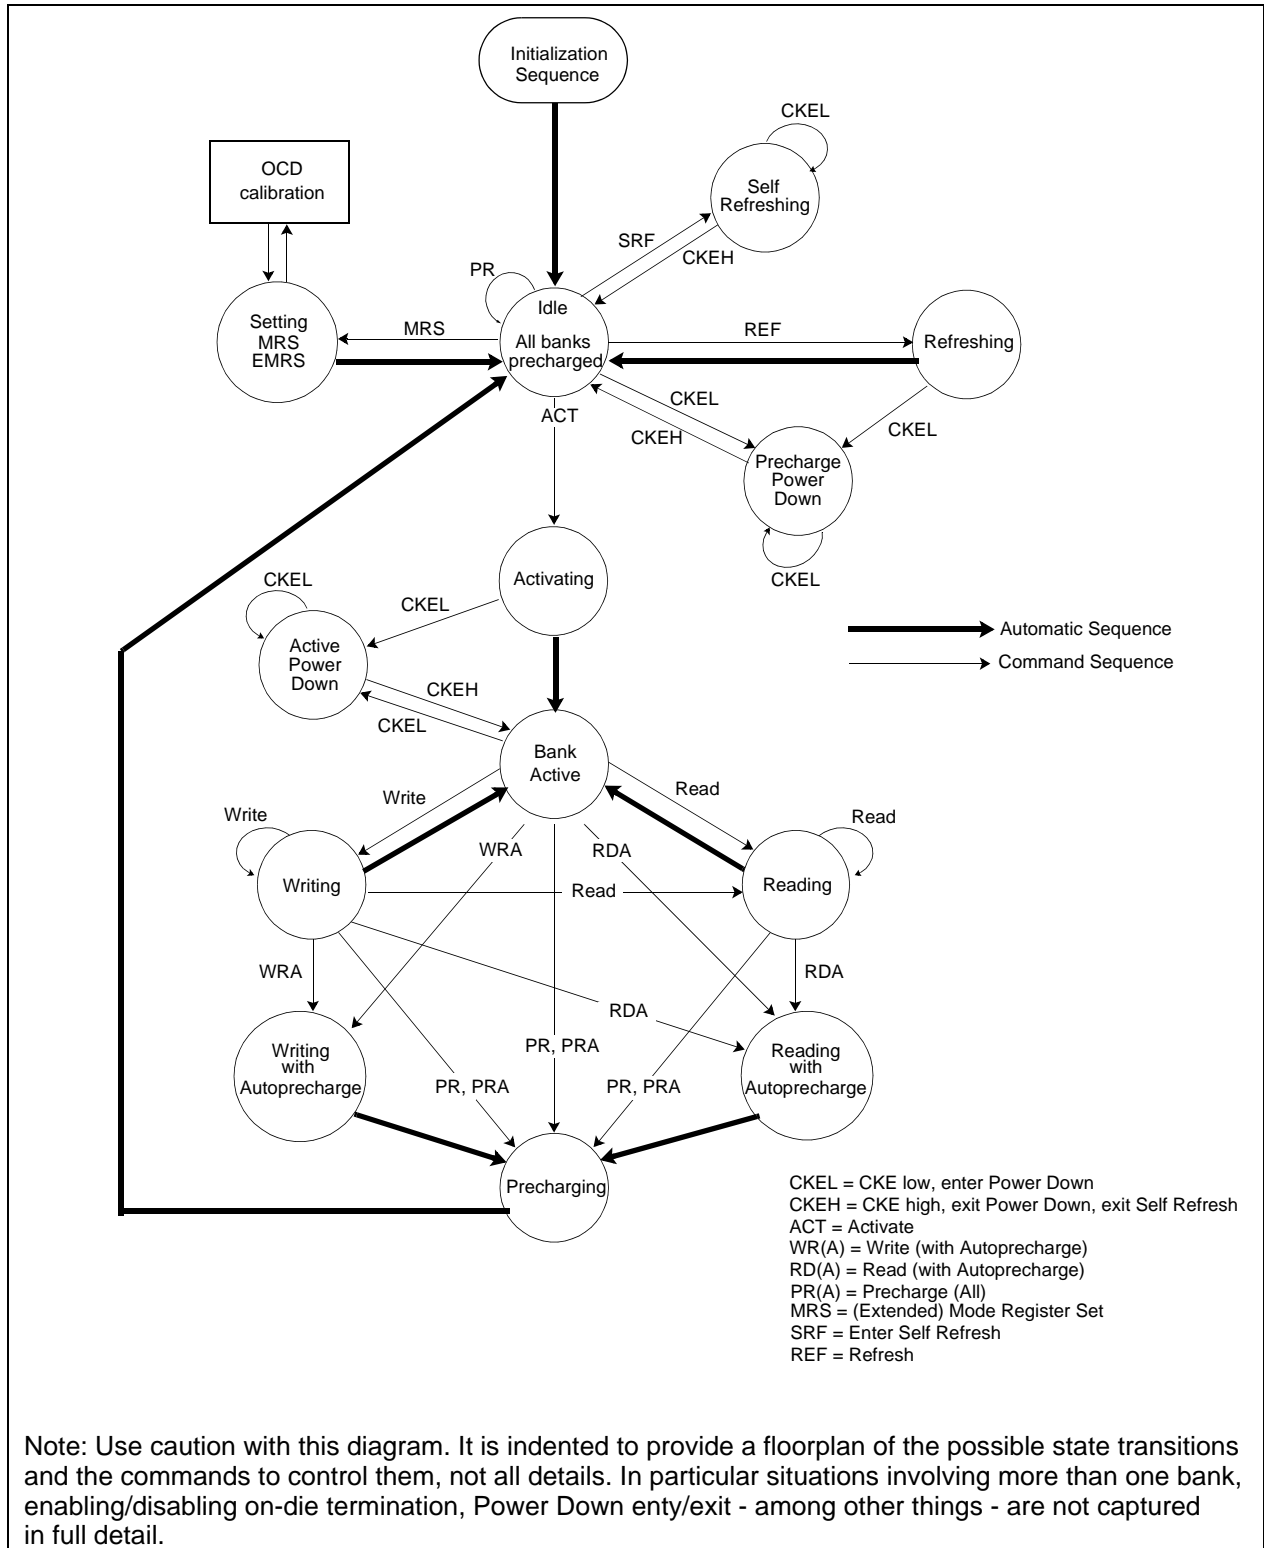 Initialization
Sequence
CKEL
OCD
calibration
Self
Refreshing
SRF
CKEH
PR
Idle
All banks
precharged
Setting
MRS
EMRS
MRS
REF
Refreshing
CKEL
CKEH
ACT
CKEL
Precharge
Power
Down
CKEL
Activating
CKEL
CKEL
Active
Power
Down
Automatic Sequence
Command Sequence
CKEH
CKEL
Bank
Active
Write
Read
Write
Read
WRA
RDA
Writing
Read
Reading
WRA
RDA
RDA
Writing
with
Autoprecharge
PR, PRA
Reading
with
Autoprecharge
PR, PRA
PR, PRA
Precharging
CKEL = CKE low, enter Power Down
CKEH = CKE high, exit Power Down, exit Self Refresh
ACT = Activate
WR(A) = Write (with Autoprecharge)
RD(A) = Read (with Autoprecharge)
PR(A) = Precharge (All)
MRS = (Extended) Mode Register Set
SRF = Enter Self Refresh
REF = Refresh
Note: Use caution with this diagram. It is indented to provide a floorplan of the possible state transitions
and the commands to control them, not all details. In particular situations involving more than one bank,
enabling/disabling on-die termination, Power Down enty/exit - among other things - are not captured
in full detail.